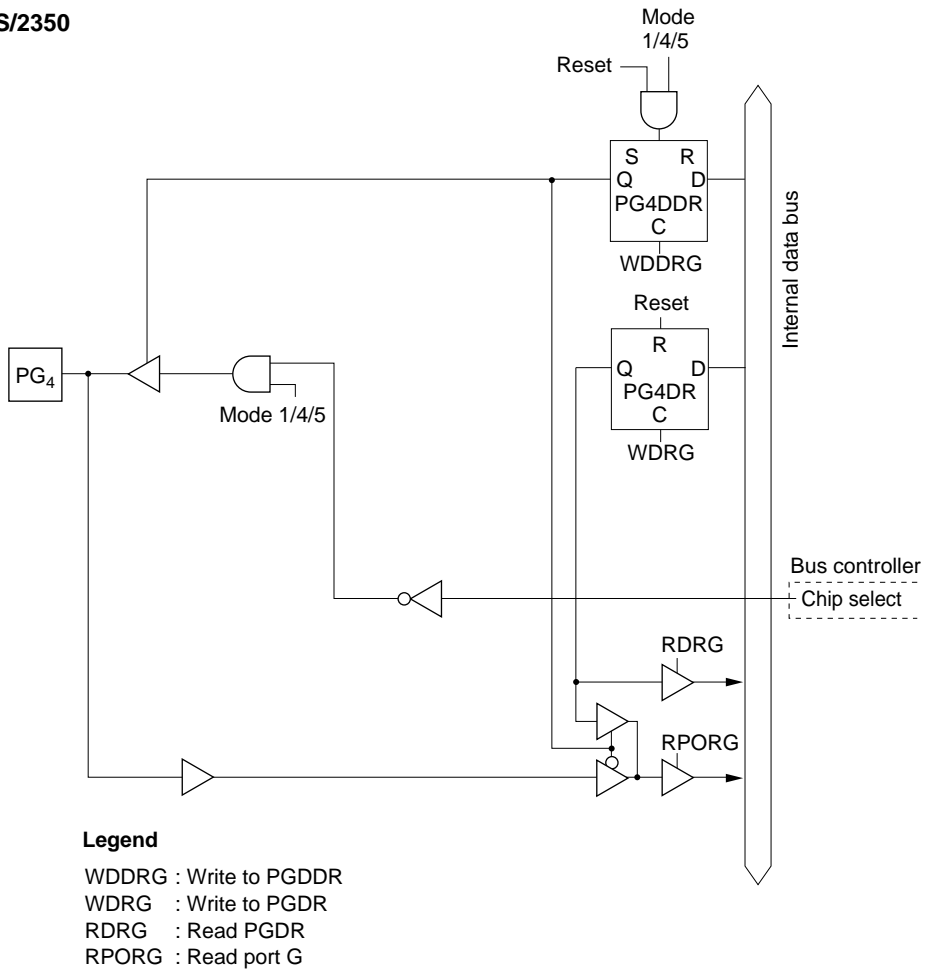 S/2350
Mode
1/4/5
Reset
S R
Q D
PG4DDR
C
WDDRG
Internal data bus
Reset
R
Q D
PG4DR
C
WDRG
PG4
Mode 1/4/5
Bus controller
Chip select
RDRG
RPORG
Legend
WDDRG : Write to PGDDR
WDRG : Write to PGDR
RDRG : Read PGDR
RPORG : Read port G